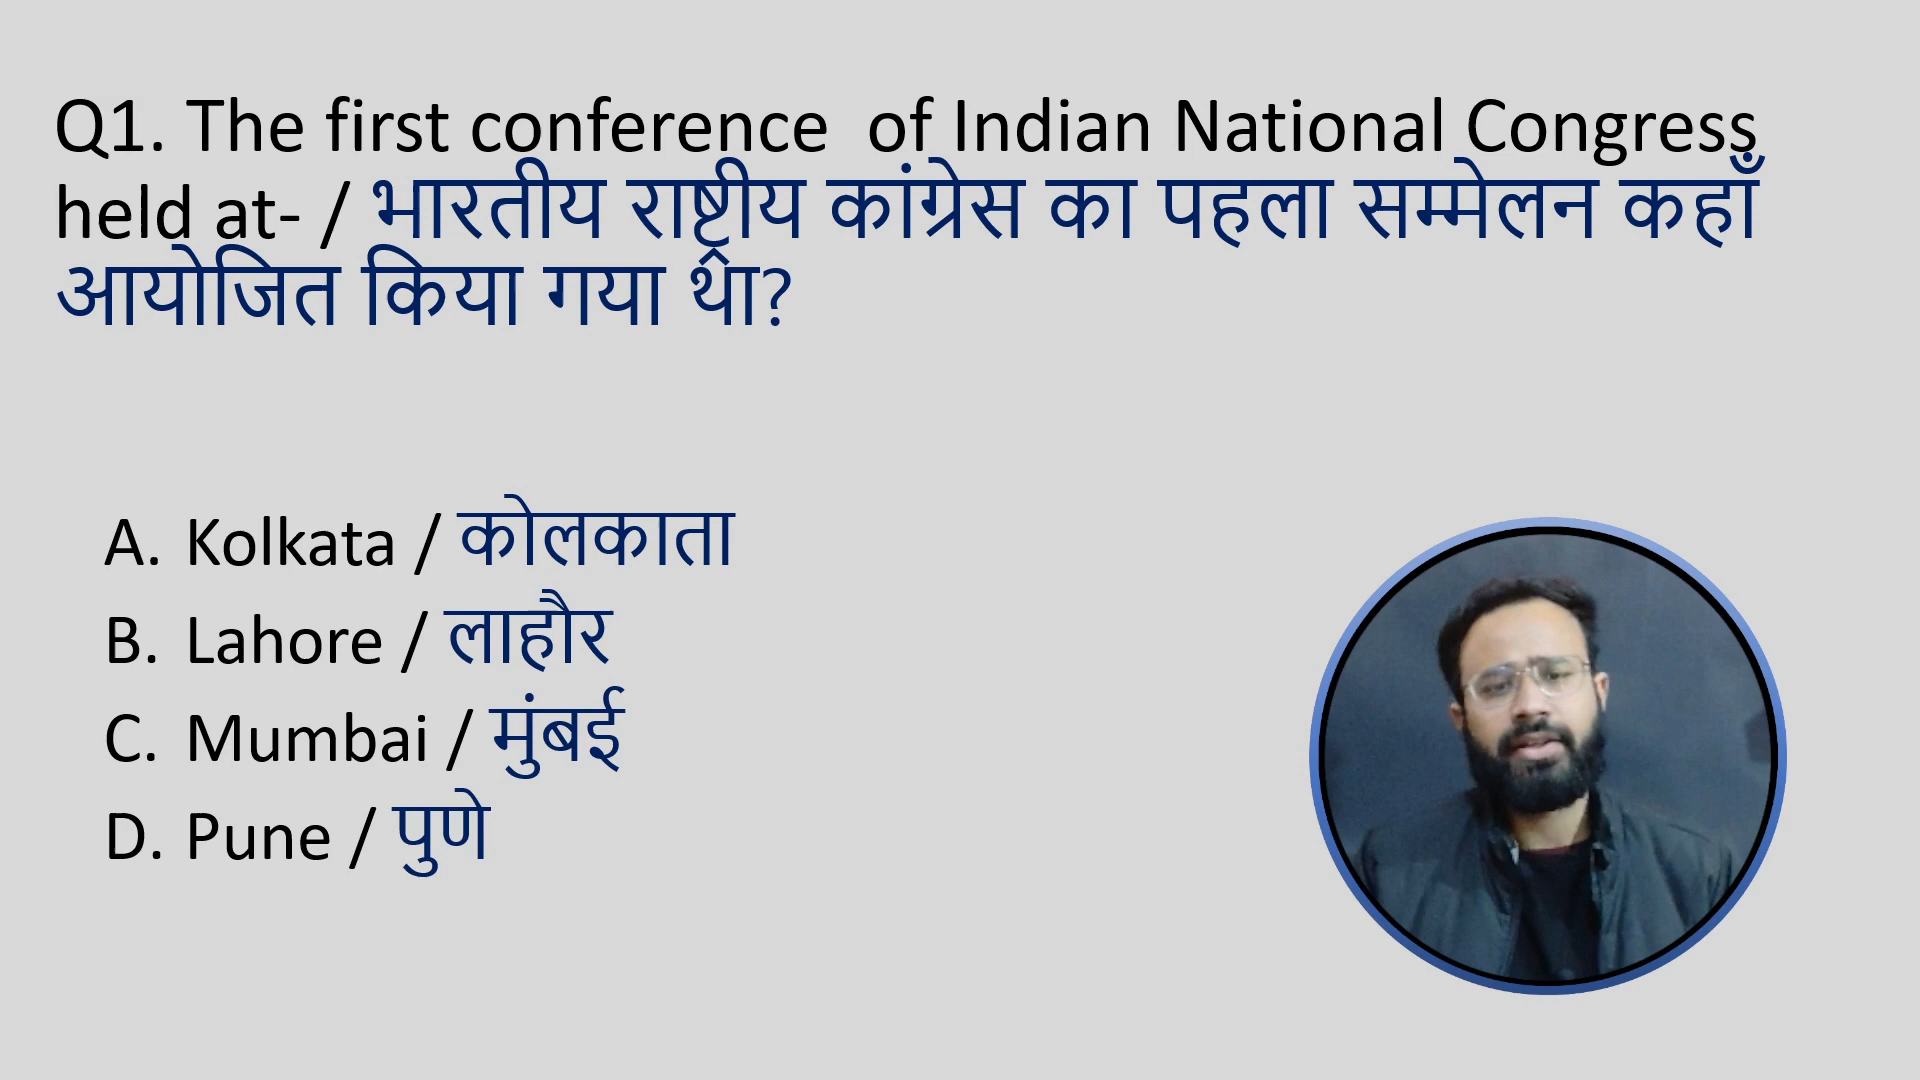 Q1. The first conference of Indian National Congress
held at- / भारतीय राष्ट्रीय कांग्रेस का पहला सम्मेलन कहाँ
आयोजित किया गया था?
A. Kolkata / कोलकाता
B. Lahore / लाहौर
C. Mumbai / मुंबई
D. Pune / पुणे